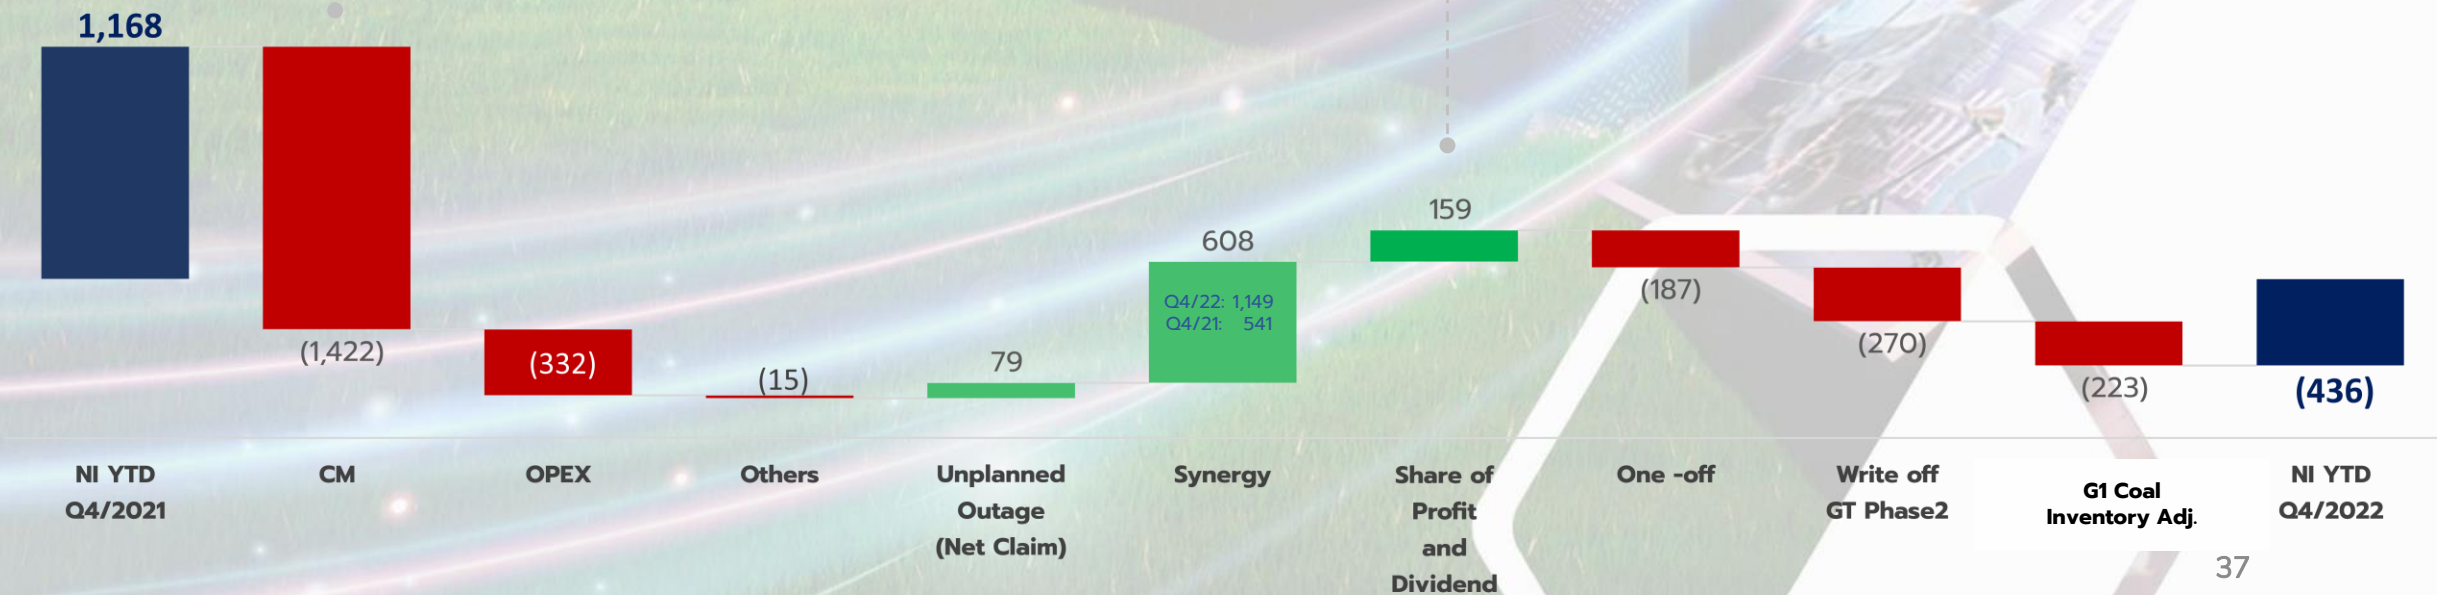 1,168
(1,422)
(332)
(15)
79
608
Q4/22: 1,149
Q4/21: 541
159
(187)
(270)
(223)
(436)
NI YTD
Q4/2021
CM
OPEX
Others
Unplanned
Outage
(Net Claim)
Synergy
Share of
Profit
and
Dividend
One -off
Write off
GT Phase2
G1 Coal
Inventory Adj.
NI YTD
Q4/2022
37